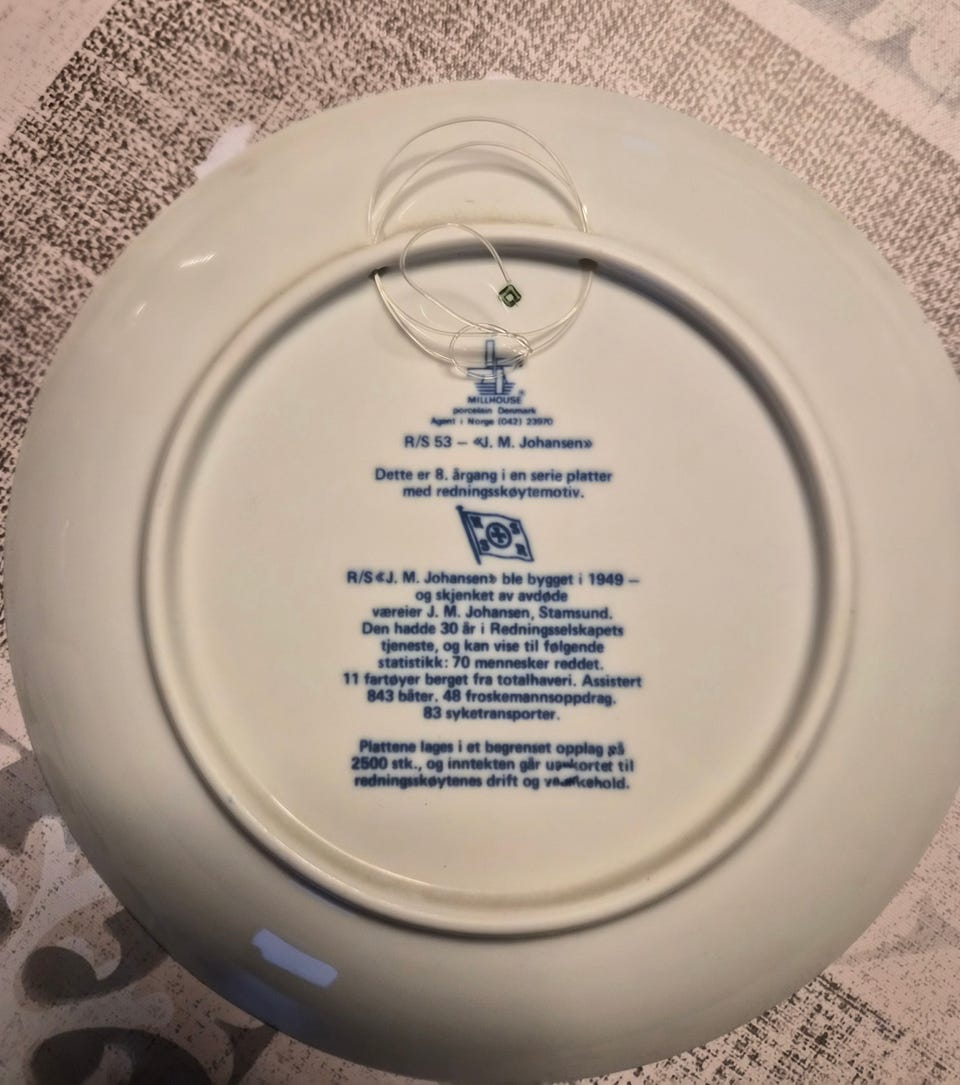 MILLHOUSE ®
porcelain Denmark
Agent i Norge (042) 23970
R/S 53 – «J. M. Johansen»
Dette er 8. årgang i en serie platter
med redningsskøytemotiv.
R S
S R
R/S «J. M. Johansen» ble bygget i 1949 –
og skjenket av avdøde
væreier J. M. Johansen, Stamsund.
Den hadde 30 år i Redningsselskapets
tjeneste, og kan vise til følgende
statistikk: 70 mennesker reddet.
11 fartøyer berget fra totalhaveri. Assistert
843 båter. 48 froskemannsoppdrag.
83 syketransporter.
Plattene lages i et begrenset opplag på
2500 stk., og inntekten går uavkortet til
redningsskøytenes drift og